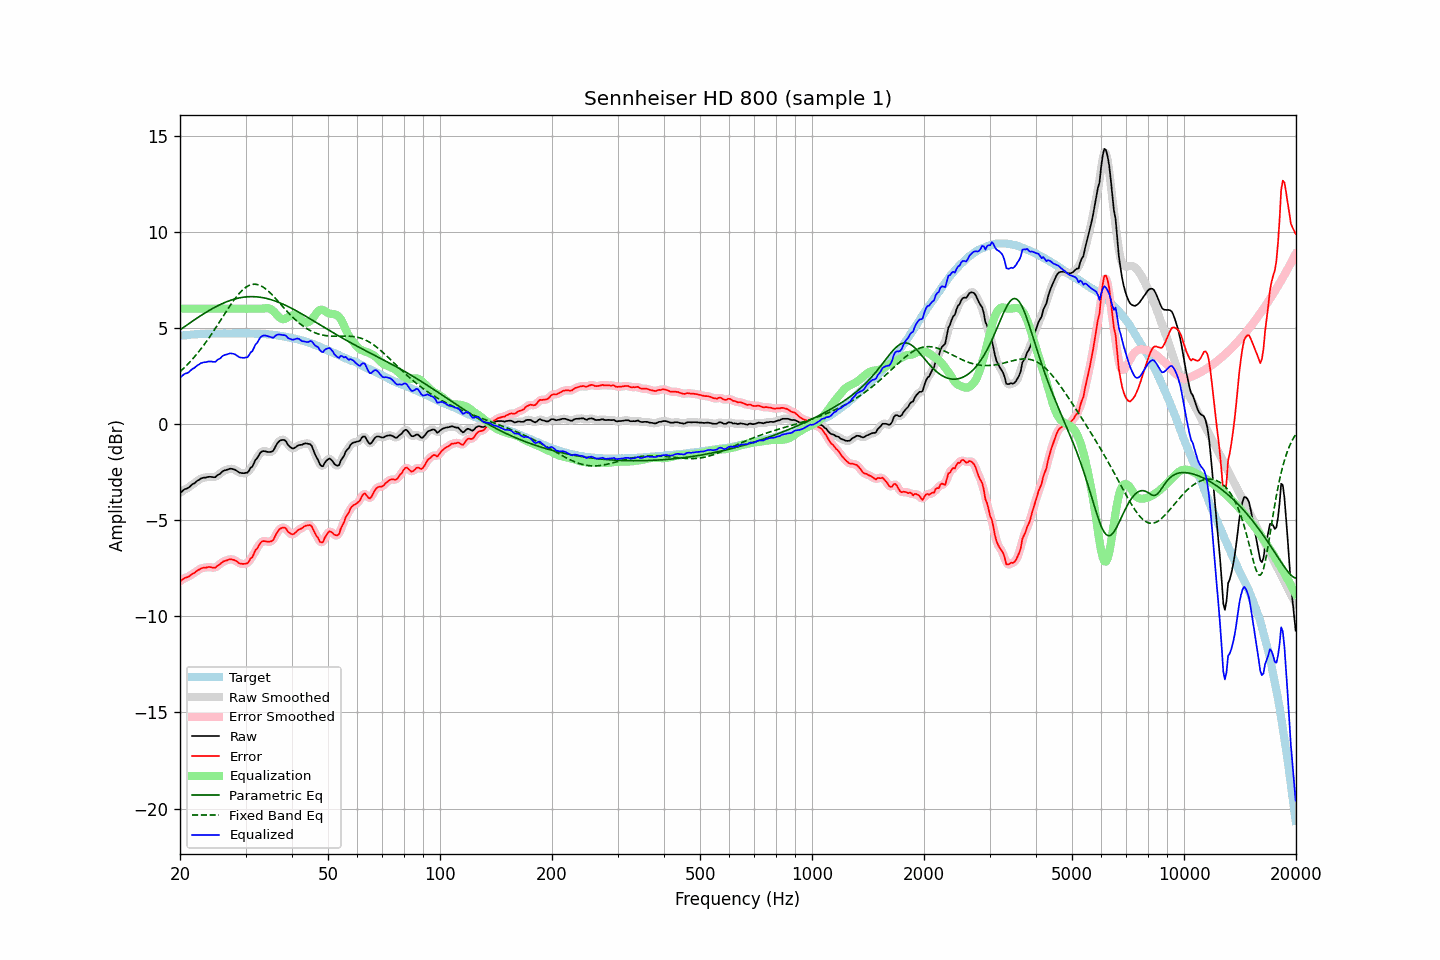 Sennheiser HD 800 (sample 1)
15
10
5
0
−5
−10
−15
−20
Amplitude (dBr)
Target
Raw Smoothed
Error Smoothed
Raw
Error
Equalization
Parametric Eq
Fixed Band Eq
Equalized
20 50 100 200 500 1000 2000 5000 10000 20000
Frequency (Hz)